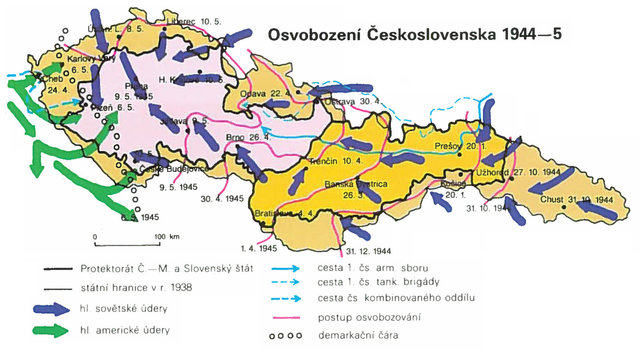 Osvobození Československa 1944—5
Liberec 10. 5.
Úst. n. L. 8. 5.
Karlovy Vary
6. 5.
Cheb
24. 4.
Praha
9. 5. 1945
H. Králové 10. 5.
Plzeň 6. 5.
Opava 22. 4.
Ostrava 30. 4.
Jihlava 9. 5.
Brno 26. 4.
České Budějovice
9. 5. 1945
30. 4. 1945
6. 5. 1945
Trenčín 10. 4.
Prešov 20. 1.
Užhorod 27. 10. 1944
Banská Bystrica
26. 3.
Košice
20. 1.
31. 10. 1944
Chust 31. 10. 1944
Bratislava 4. 4.
1. 4. 1945
31. 12. 1944
0 100 km
Protektorát Č.—M. a Slovenský štát
státní hranice v r. 1938
hl. sovětské údery
hl. americké údery
cesta 1. čs. arm. sboru
cesta 1. čs. tank. brigády
cesta čs. kombinovaného oddílu
postup osvobozování
demarkační čára